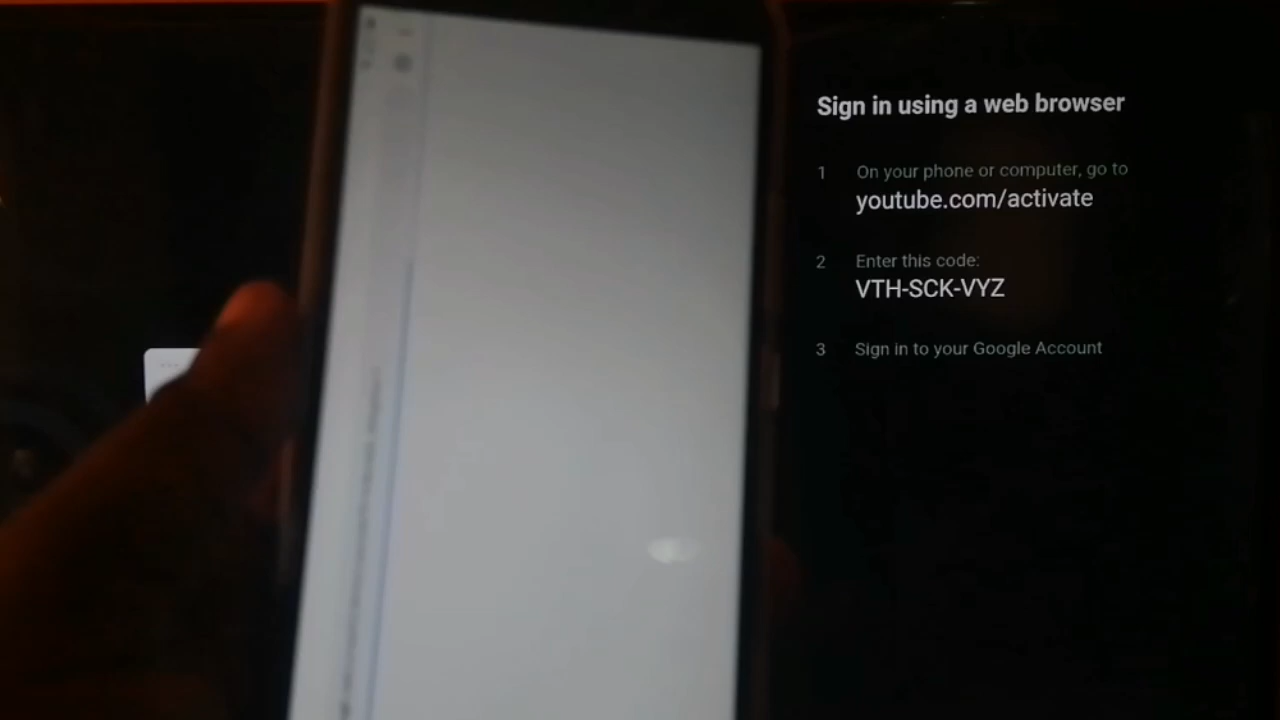 Sign in using a web browser
1 On your phone or computer, go to
youtube.com/activate
2 Enter this code:
VTH-SCK-VYZ
3 Sign in to your Google Account